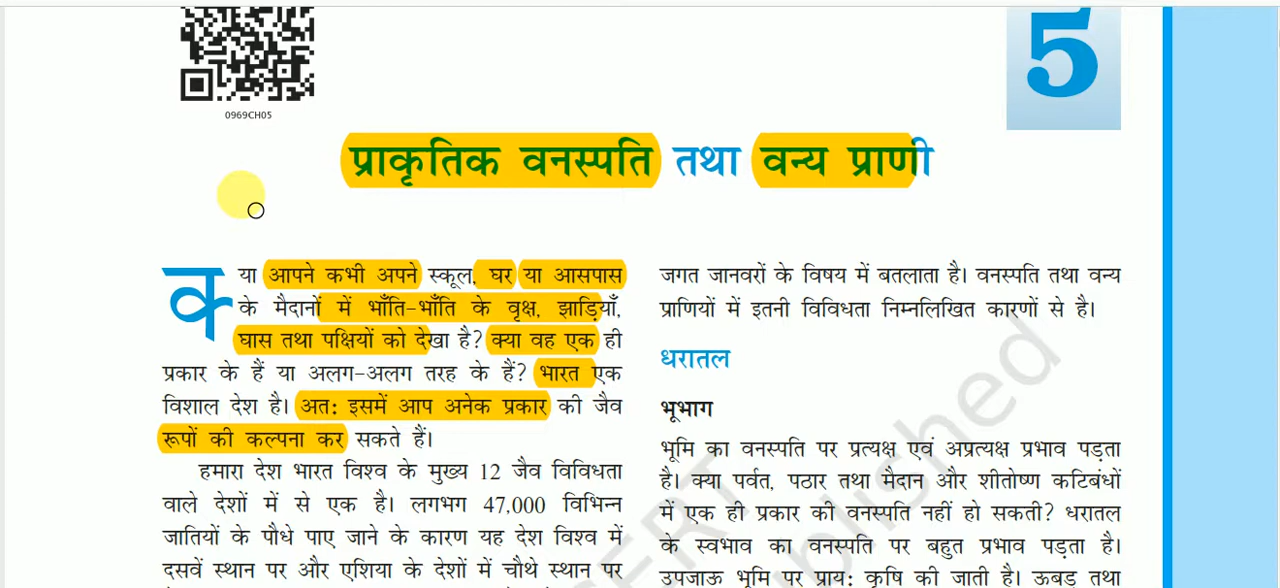 5
0969CH05
प्राकृतिक वनस्पति तथा वन्य प्राणी
क्या आपने कभी अपने स्कूल, घर या आसपास
के मैदानों में भाँति-भाँति के वृक्ष, झाड़ियाँ,
घास तथा पक्षियों को देखा है? क्या वह एक ही
प्रकार के हैं या अलग-अलग तरह के हैं? भारत एक
विशाल देश है। अतः इसमें आप अनेक प्रकार की जैव
रूपों की कल्पना कर सकते हैं।
हमारा देश भारत विश्व के मुख्य 12 जैव विविधता
वाले देशों में से एक है। लगभग 47,000 विभिन्न
जातियों के पौधे पाए जाने के कारण यह देश विश्व में
दसवें स्थान पर और एशिया के देशों में चौथे स्थान पर
जगत जानवरों के विषय में बतलाता है। वनस्पति तथा वन्य
प्राणियों में इतनी विविधता निम्नलिखित कारणों से है।
धरातल
भूभाग
भूमि का वनस्पति पर प्रत्यक्ष एवं अप्रत्यक्ष प्रभाव पड़ता
है। क्या पर्वत, पठार तथा मैदान और शीतोष्ण कटिबंधों
में एक ही प्रकार की वनस्पति नहीं हो सकती? धरातल
के स्वभाव का वनस्पति पर बहुत प्रभाव पड़ता है।
उपजाऊ भूमि पर प्रायः कृषि की जाती है। ऊबड़ तथा